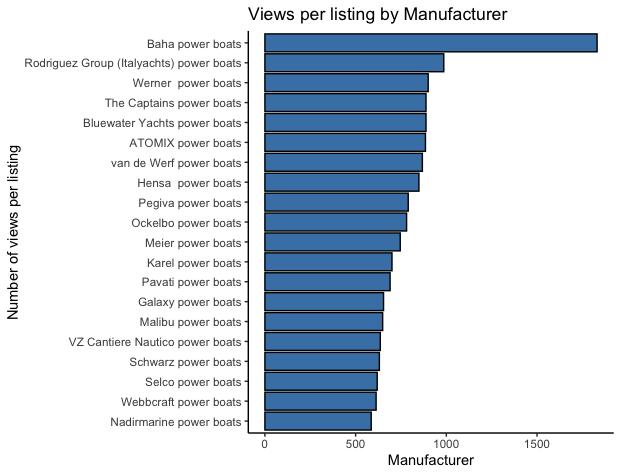 Views per listing by Manufacturer
Number of views per listing
Baha power boats
Rodriguez Group (Italyachts) power boats
Werner  power boats
The Captains power boats
Bluewater Yachts power boats
ATOMIX power boats
van de Werf power boats
Hensa  power boats
Pegiva power boats
Ockelbo power boats
Meier power boats
Karel power boats
Pavati power boats
Galaxy power boats
Malibu power boats
VZ Cantiere Nautico power boats
Schwarz power boats
Selco power boats
Webbcraft power boats
Nadirmarine power boats
0 500 1000 1500
Manufacturer